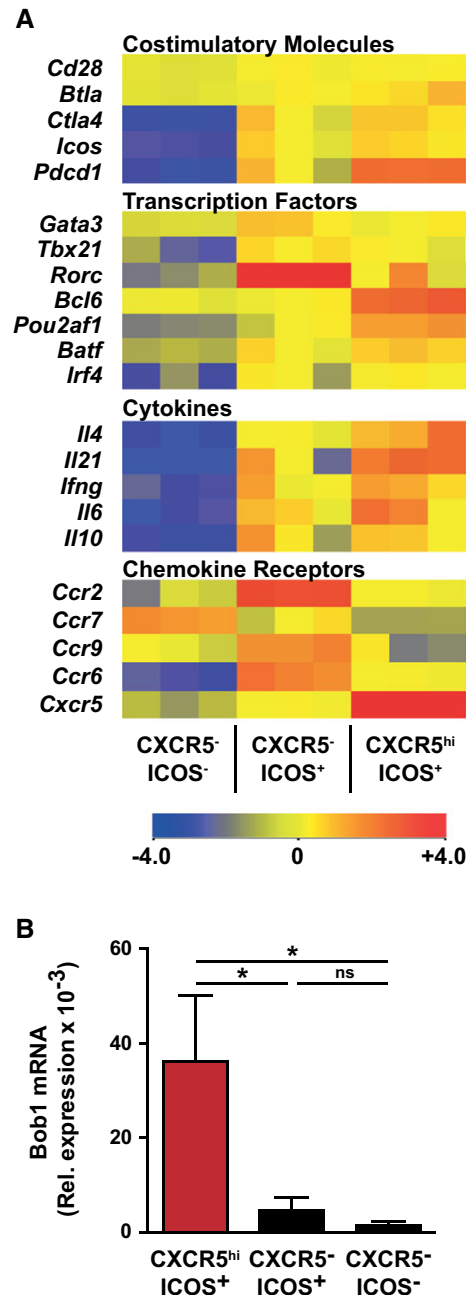 A
Costimulatory Molecules
Cd28
Btla
Ctla4
Icos
Pdcd1
Transcription Factors
Gata3
Tbx21
Rorc
Bcl6
Pou2af1
Batf
Irf4
Cytokines
Il4
Il21
Ifng
Il6
Il10
Chemokine Receptors
Ccr2
Ccr7
Ccr9
Ccr6
Cxcr5
CXCR5- CXCR5- CXCR5hi
ICOS- ICOS+ ICOS+
-4.0 0 +4.0
B
Bob1 mRNA
(Rel. expression x 10-3)
60
40
20
0
*
* ns
CXCR5hi CXCR5- CXCR5-
ICOS+ ICOS+ ICOS-